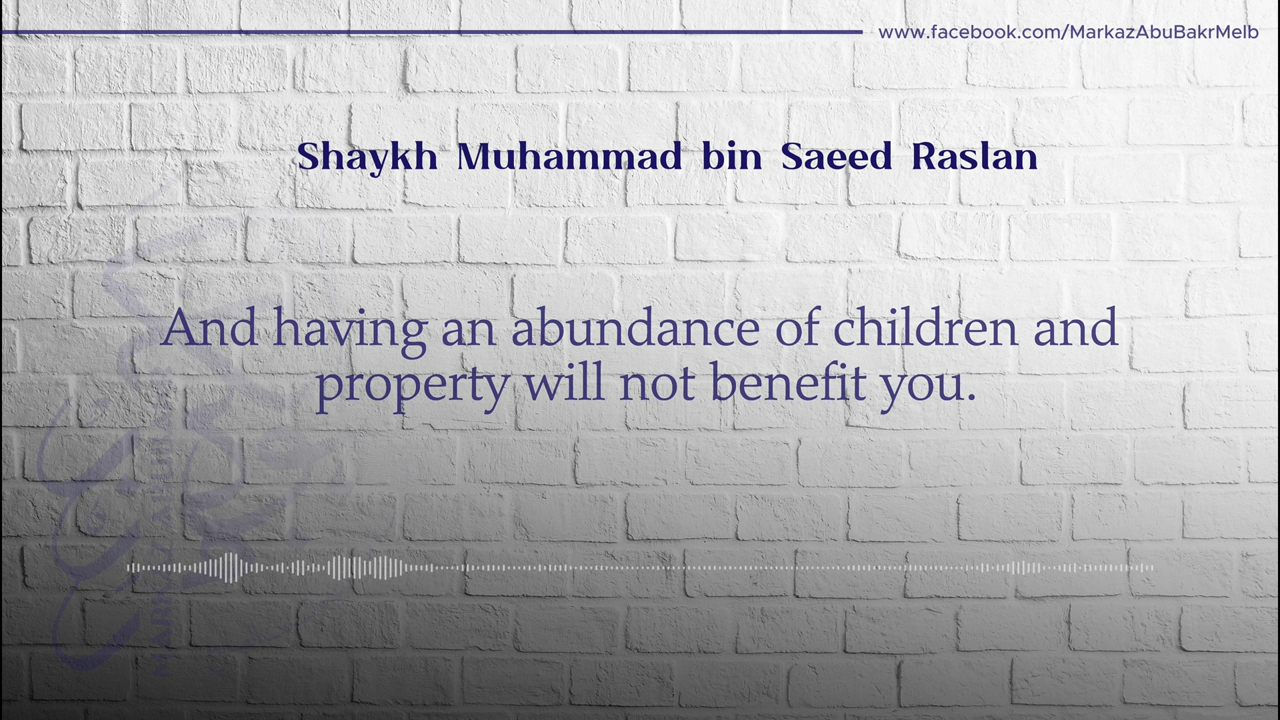 www.facebook.com/MarkazAbuBakrMelb
Shaykh Muhammad bin Saeed Raslan
And having an abundance of children and
property will not benefit you.